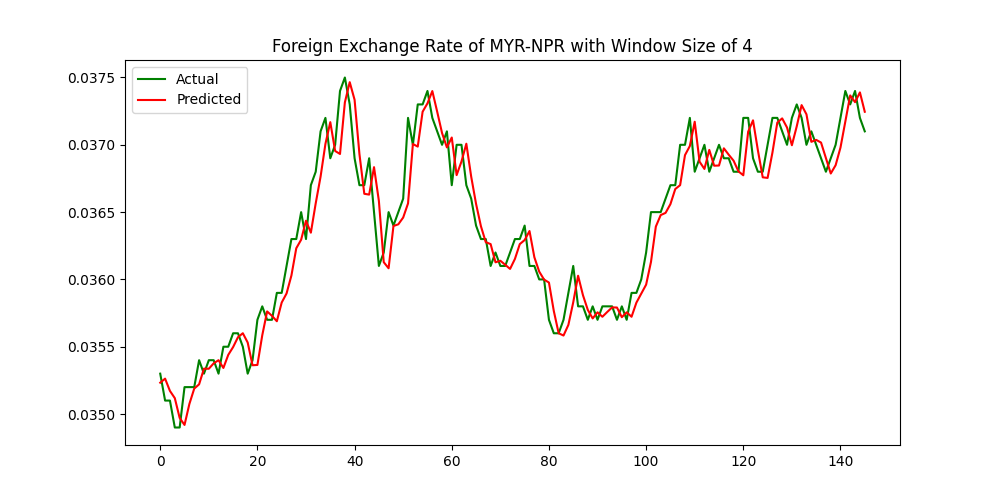 Foreign Exchange Rate of MYR-NPR with Window Size of 4
Actual
Predicted
0.0375
0.0370
0.0365
0.0360
0.0355
0.0350
0 20 40 60 80 100 120 140